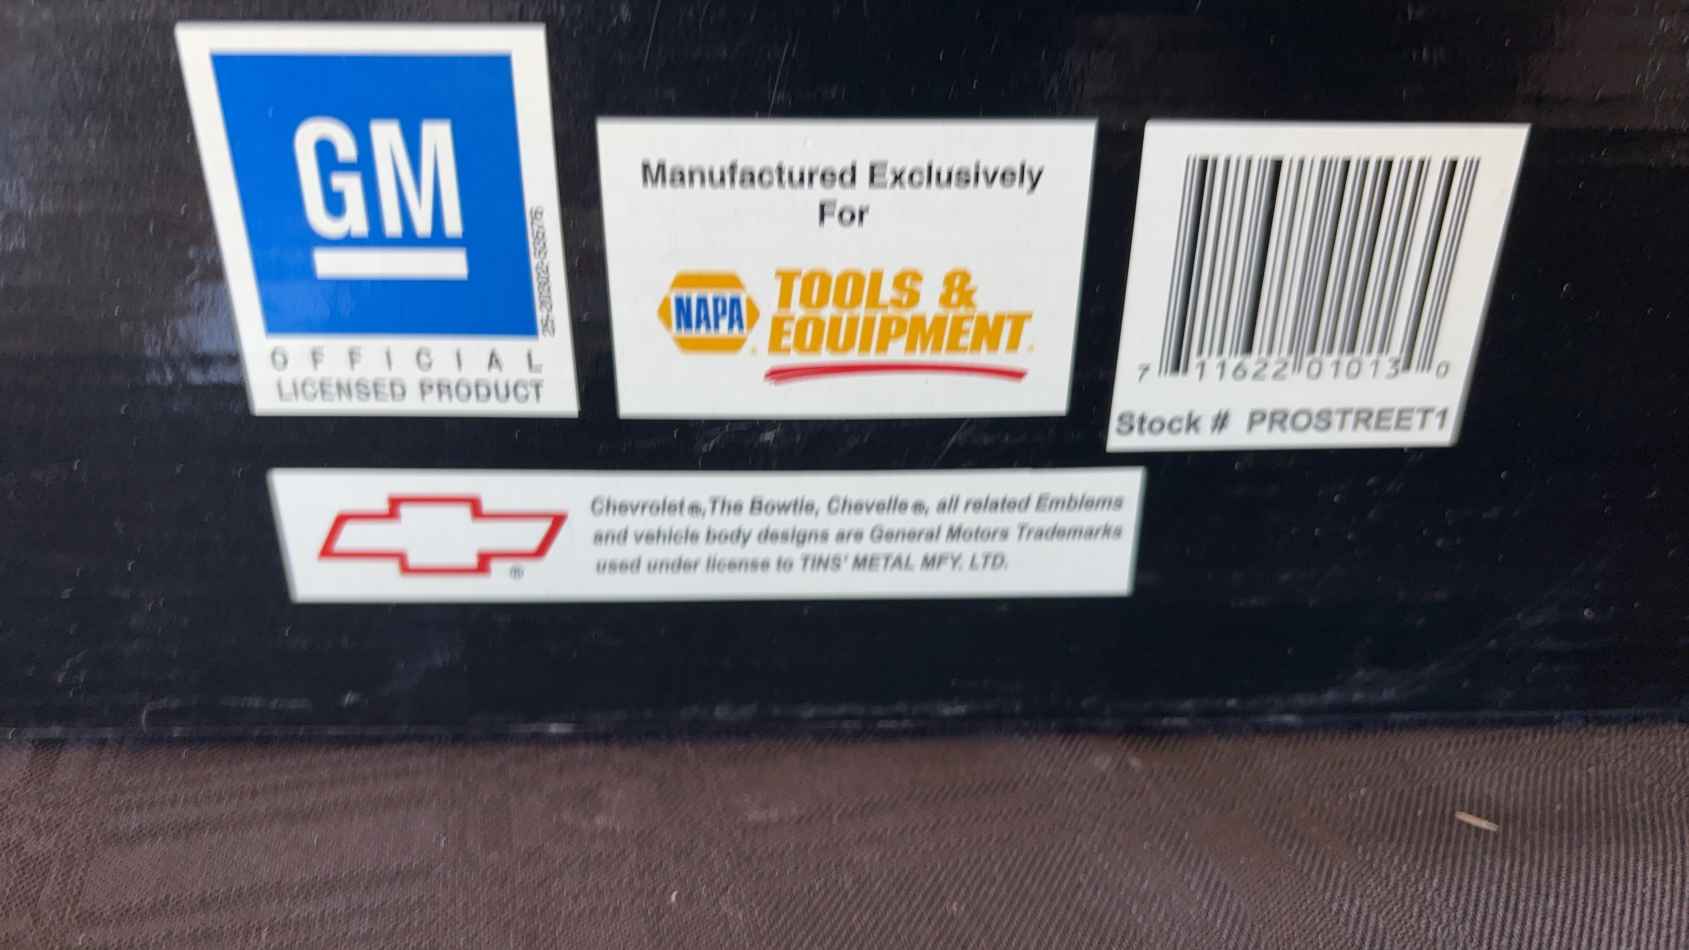 GM
OFFICIAL
LICENSED PRODUCT
Manufactured Exclusively
For
NAPA
TOOLS &
EQUIPMENT
7 11622 01013 0
Stock # PROSTREET1
Chevrolet®, The Bowtie, Chevelle®, all related Emblems
and vehicle body designs are General Motors Trademarks
used under license to TINS' METAL MFY. LTD.
®